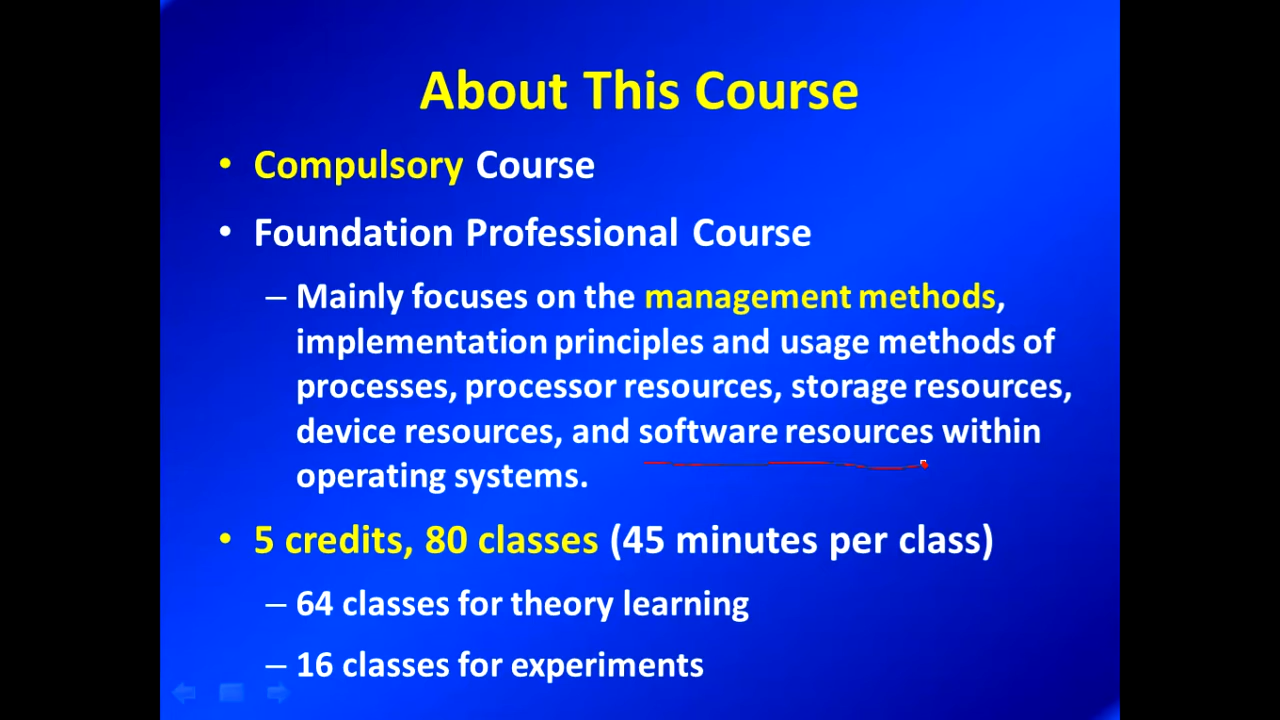 About This Course
• Compulsory Course
• Foundation Professional Course
– Mainly focuses on the management methods,
implementation principles and usage methods of
processes, processor resources, storage resources,
device resources, and software resources within
operating systems.
• 5 credits, 80 classes (45 minutes per class)
– 64 classes for theory learning
– 16 classes for experiments